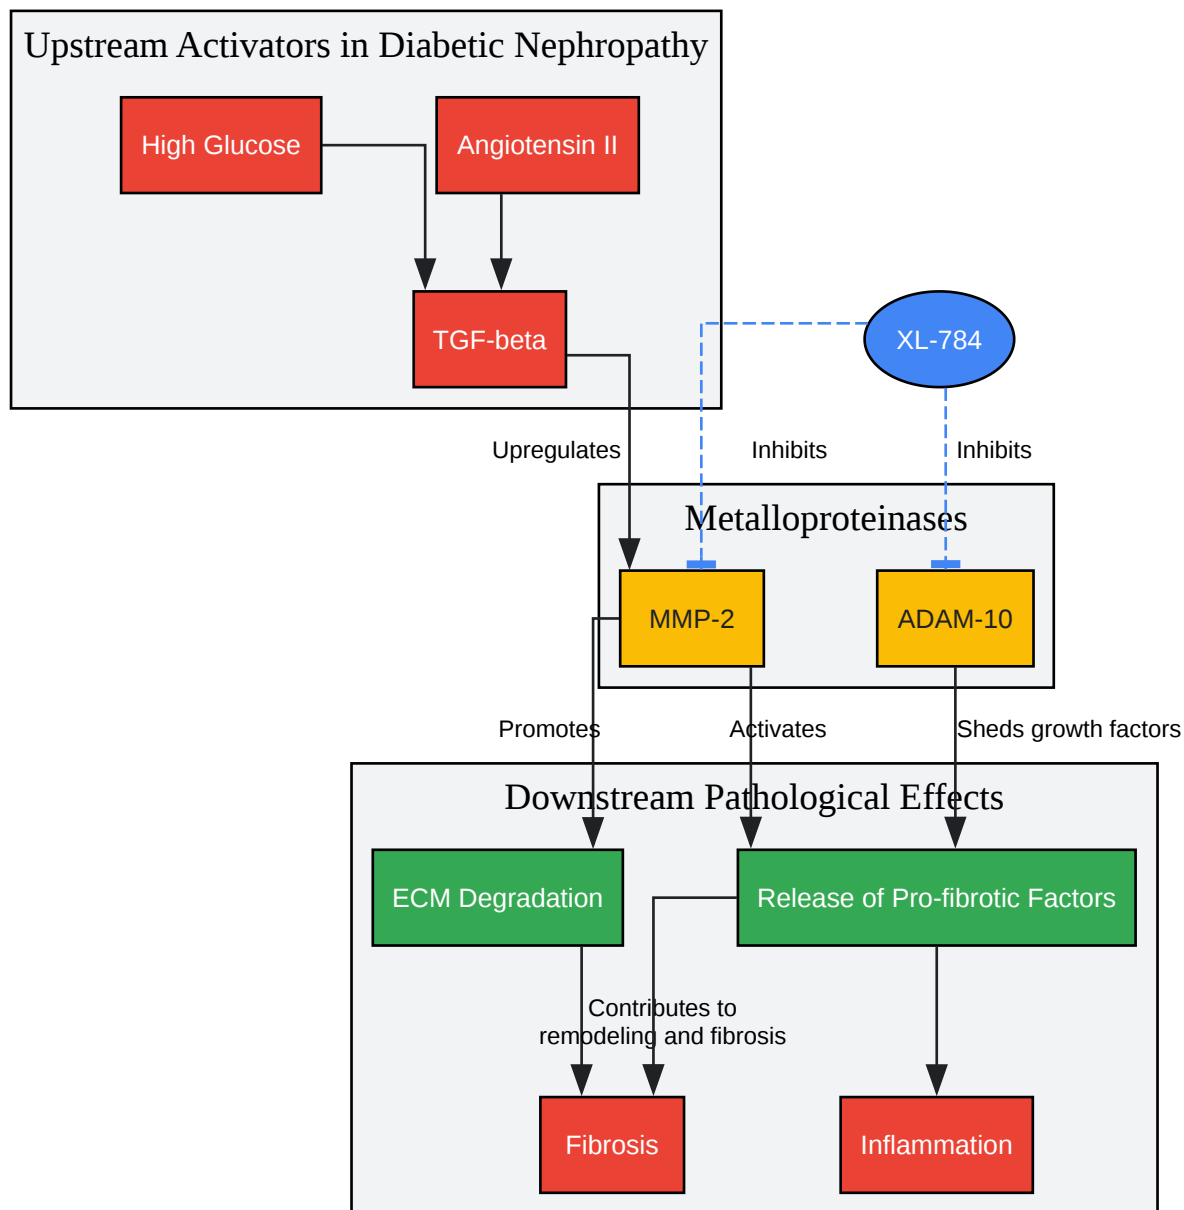 Upstream Activators in Diabetic Nephropathy
High Glucose
Angiotensin II
TGF-beta
XL-784
Upregulates
Inhibits
Inhibits
Metalloproteinases
MMP-2
ADAM-10
Promotes
Activates
Sheds growth factors
Downstream Pathological Effects
ECM Degradation
Release of Pro-fibrotic Factors
Contributes to
remodeling and fibrosis
Fibrosis
Inflammation